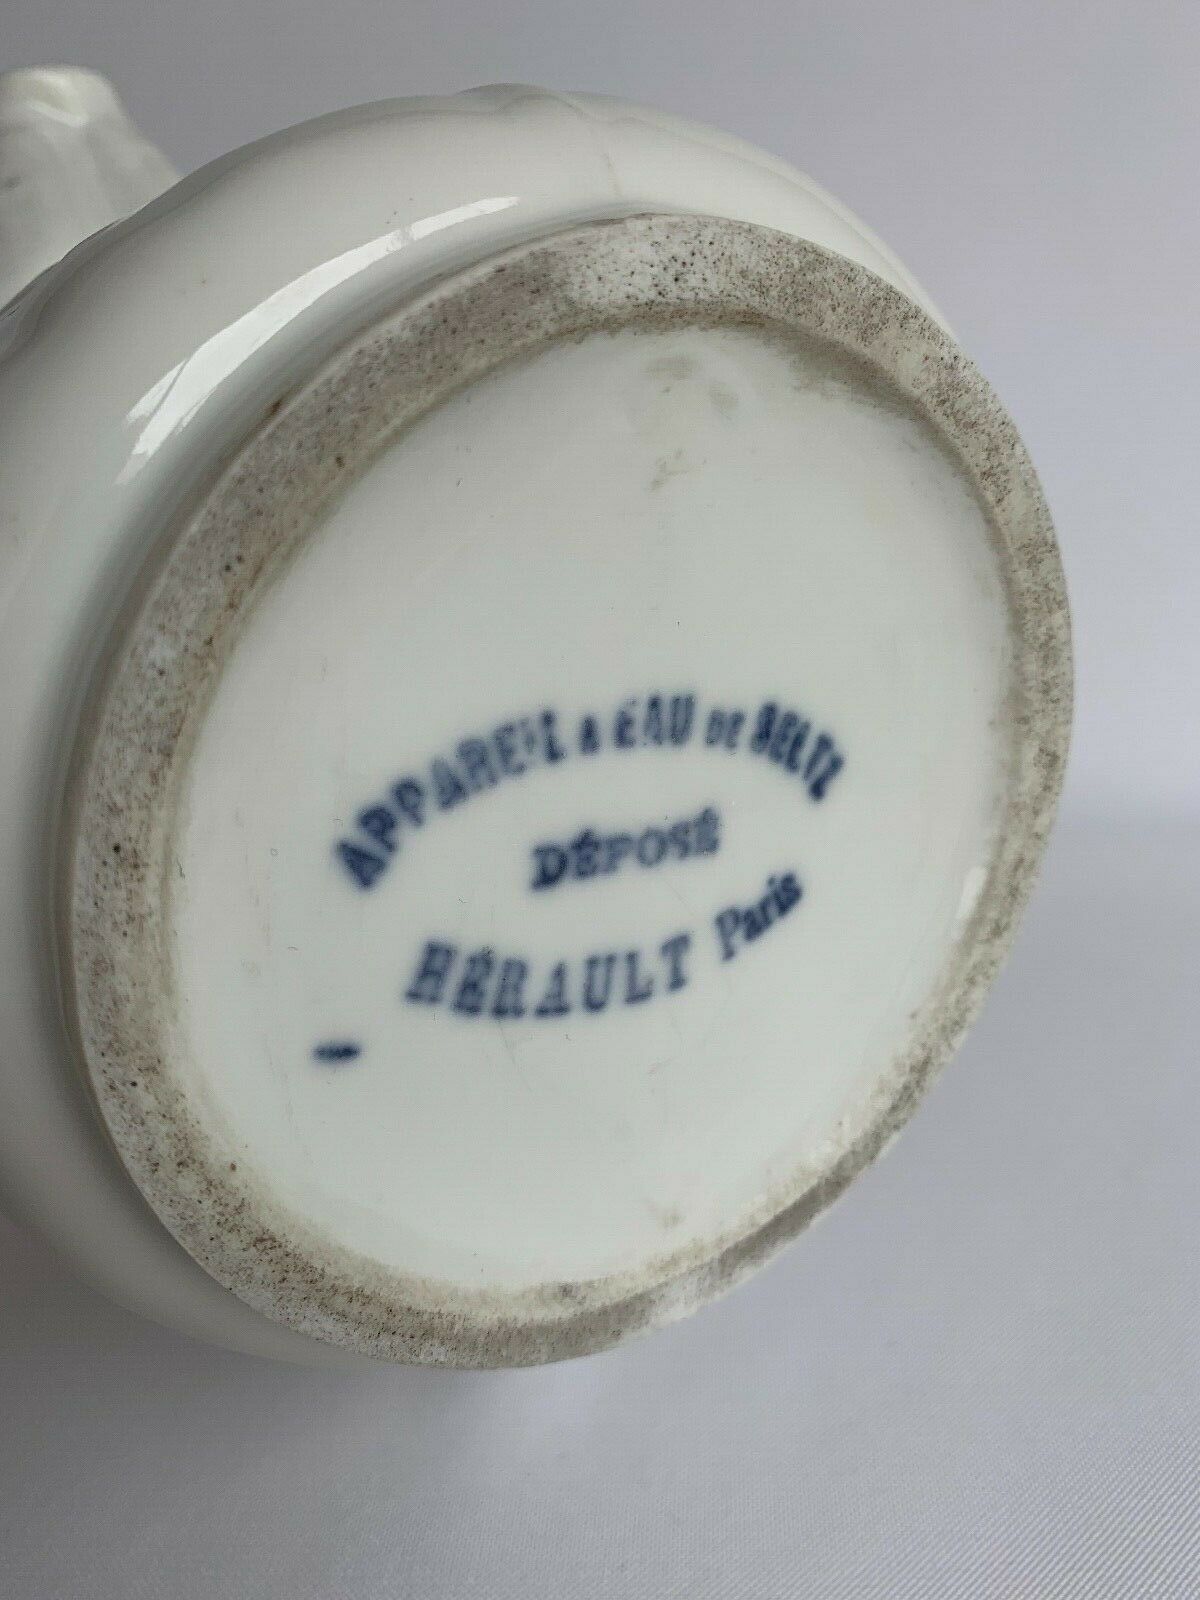 APPAREIL A EAU DE SELTZ
DÉPOSÉ
HÉRAULT Paris